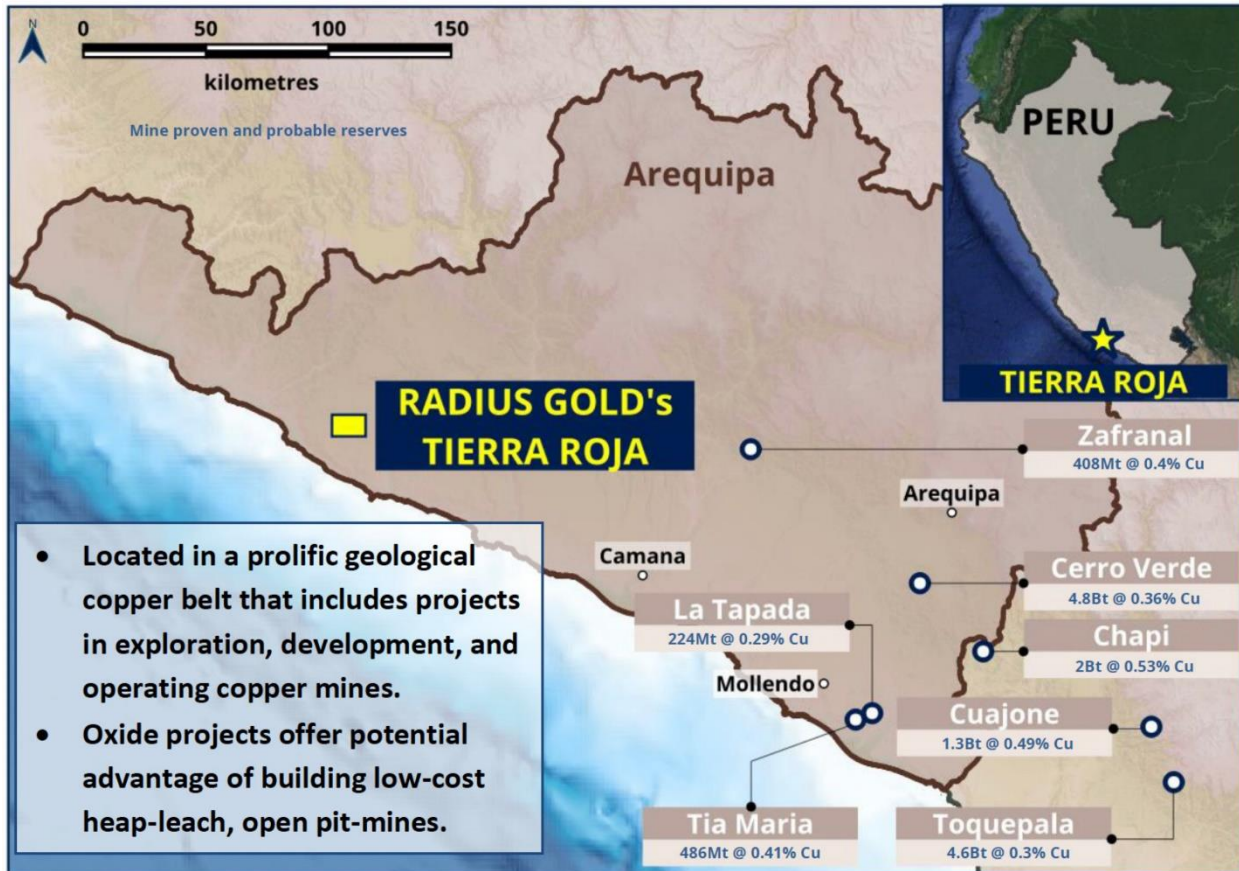 N
0 50 100 150
kilometres
Mine proven and probable reserves
Arequipa
PERU
TIERRA ROJA
RADIUS GOLD's
TIERRA ROJA
Zafranal
408Mt @ 0.4% Cu
Arequipa
Camana
Cerro Verde
4.8Bt @ 0.36% Cu
La Tapada
224Mt @ 0.29% Cu
Chapi
2Bt @ 0.53% Cu
Mollendo
Cuajone
1.3Bt @ 0.49% Cu
Tia Maria
486Mt @ 0.41% Cu
Toquepala
4.6Bt @ 0.3% Cu
• Located in a prolific geological
copper belt that includes projects
in exploration, development, and
operating copper mines.
• Oxide projects offer potential
advantage of building low-cost
heap-leach, open pit-mines.